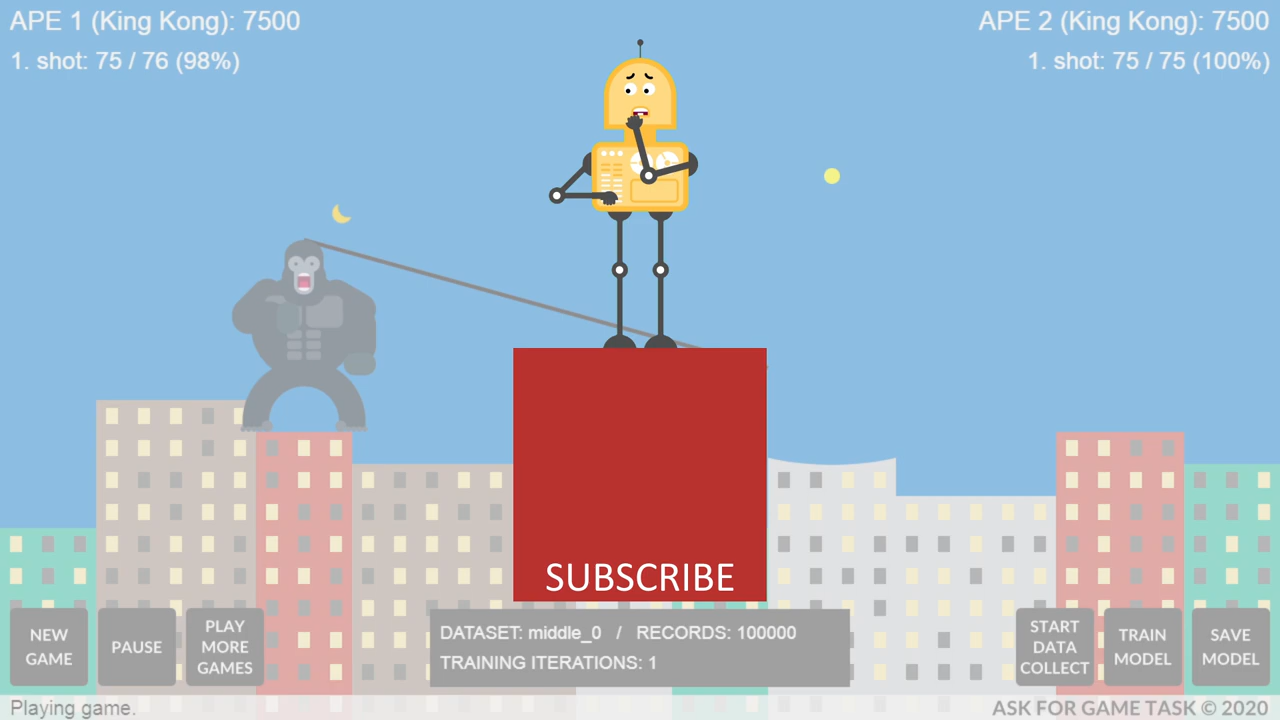 APE 1 (King Kong): 7500
1. shot: 75 / 76 (98%)
APE 2 (King Kong): 7500
1. shot: 75 / 75 (100%)
SUBSCRIBE
NEW
GAME
PAUSE
PLAY
MORE
GAMES
DATASET: middle_0 / RECORDS: 100000
TRAINING ITERATIONS: 1
START
DATA
COLLECT
TRAIN
MODEL
SAVE
MODEL
Playing game.
ASK FOR GAME TASK © 2020